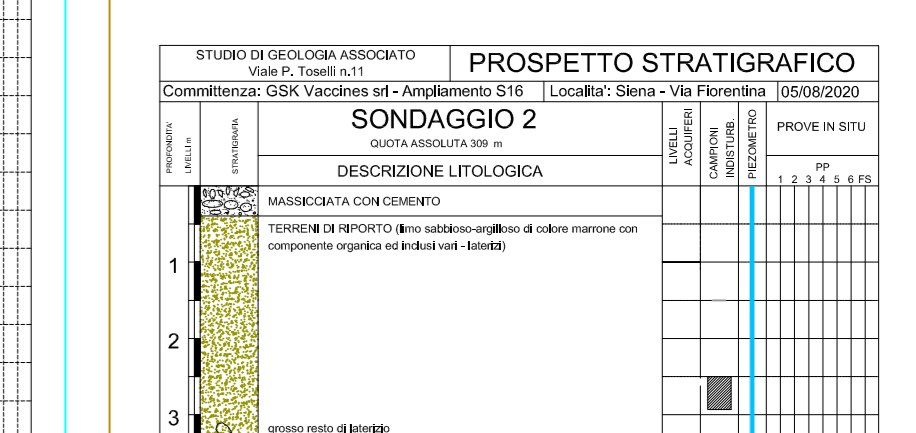 STUDIO DI GEOLOGIA ASSOCIATO
Viale P. Toselli n.11
PROSPETTO STRATIGRAFICO
Committenza: GSK Vaccines srl - Ampliamento S16
Localita': Siena - Via Fiorentina
05/08/2020
PROFONDITA'
LIVELLI m
STRATIGRAFIA
SONDAGGIO 2
QUOTA ASSOLUTA 309 m
DESCRIZIONE LITOLOGICA
LIVELLI
ACQUIFERI
CAMPIONI
INDISTURB.
PIEZOMETRO
PROVE IN SITU
PP
1 2 3 4 5 6 FS
MASSICCIATA CON CEMENTO
TERRENI DI RIPORTO (limo sabbioso-argilloso di colore marrone con
componente organica ed inclusi vari - laterizi)
1
2
3
grosso resto di laterizio